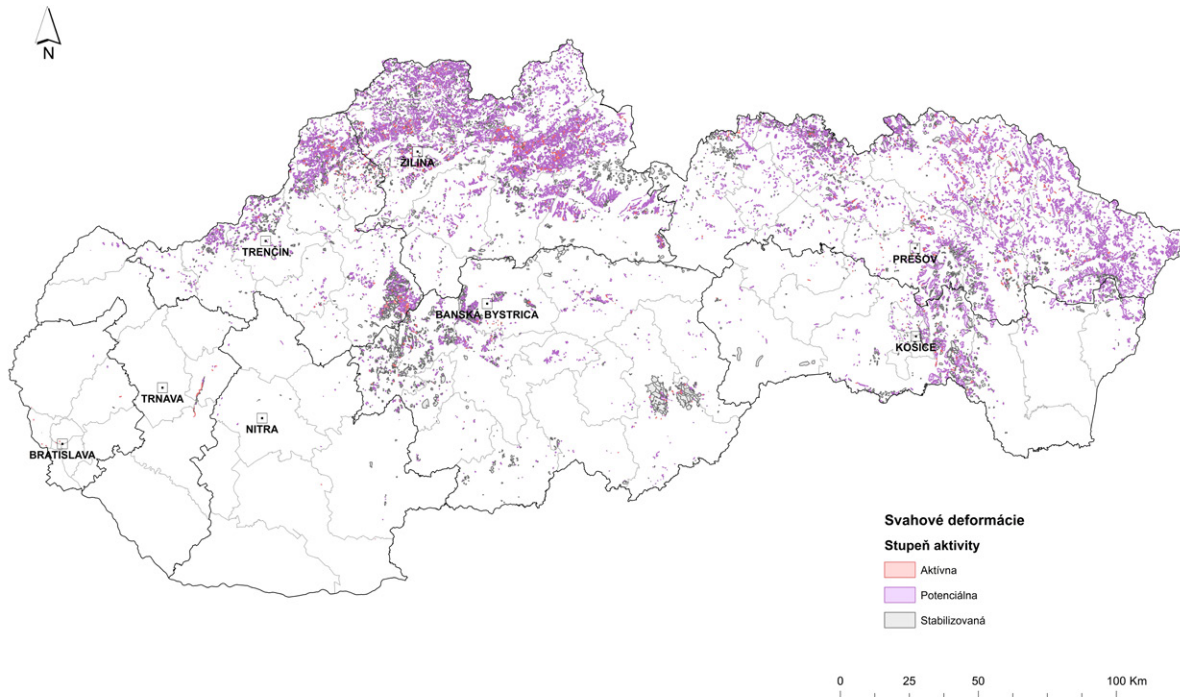 N
ŽILINA
TRENČÍN
PREŠOV
BANSKÁ BYSTRICA
KOŠICE
TRNAVA
NITRA
BRATISLAVA
Svahové deformácie
Stupeň aktivity
Aktívna
Potenciálna
Stabilizovaná
0 25 50 100 Km